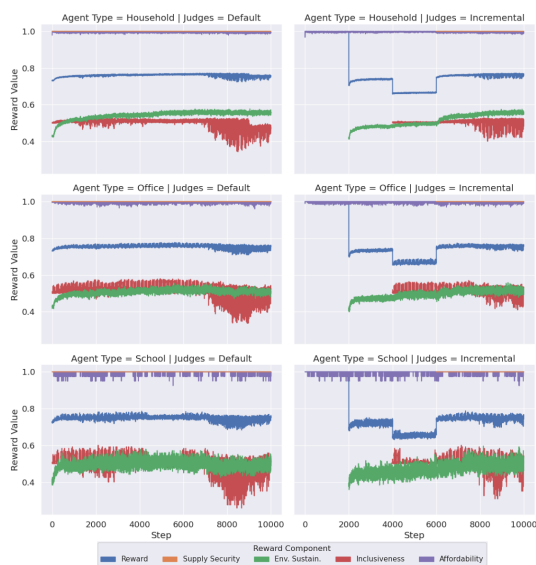 Agent Type = Household | Judges = Default
Agent Type = Household | Judges = Incremental
1.0
0.8
0.6
0.4
Reward Value
Agent Type = Office | Judges = Default
Agent Type = Office | Judges = Incremental
1.0
0.8
0.6
0.4
Reward Value
Agent Type = School | Judges = Default
Agent Type = School | Judges = Incremental
1.0
0.8
0.6
0.4
Reward Value
0 2000 4000 6000 8000 10000
0 2000 4000 6000 8000 10000
Step
Step
Reward Component
Reward Supply Security Env. Sustain. Inclusiveness Affordability